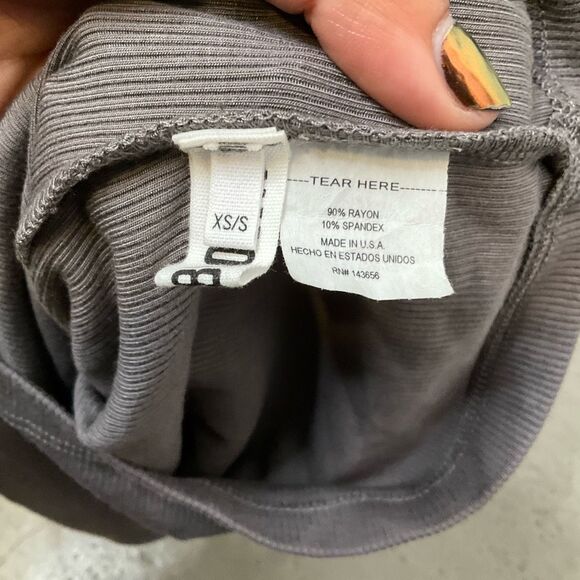 XS/S
-----TEAR HERE------
90% RAYON
10% SPANDEX
MADE IN U.S.A.
HECHO EN ESTADOS UNIDOS
RN# 143656